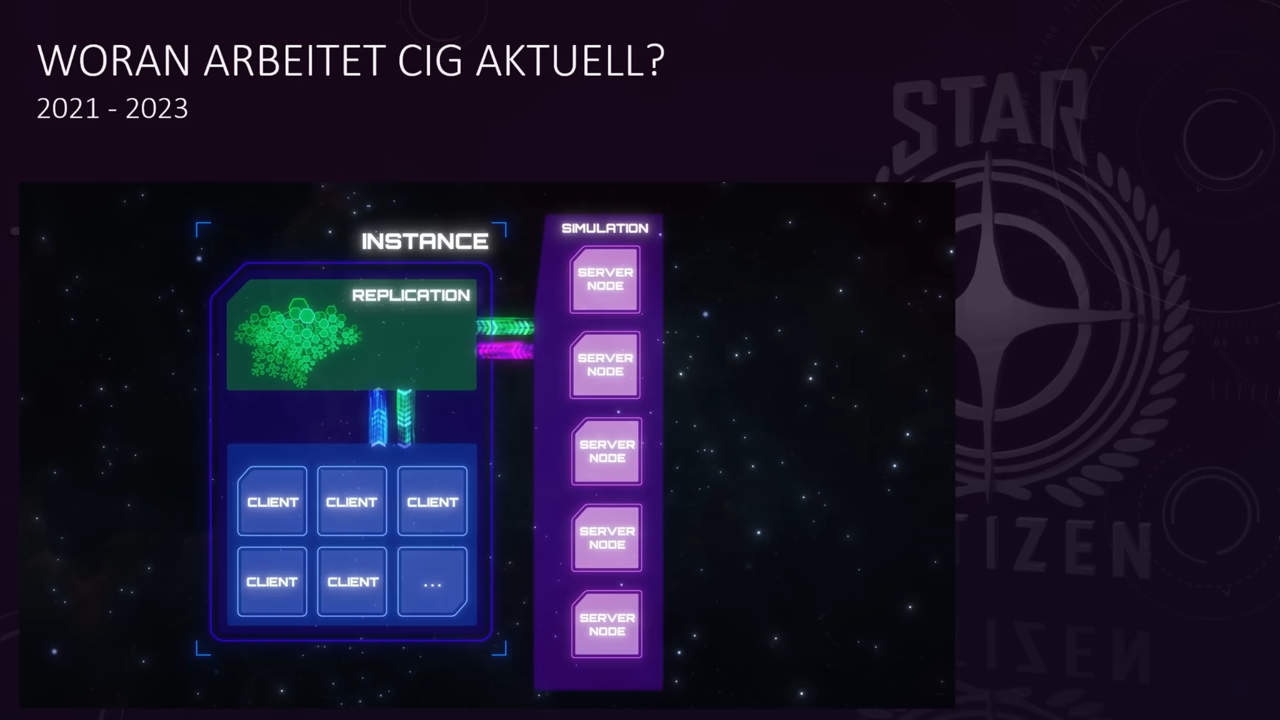 WORAN ARBEITET CIG AKTUELL?
2021 - 2023
STAR
INSTANCE
REPLICATION
CLIENT
CLIENT
CLIENT
CLIENT
CLIENT
...
SIMULATION
SERVER
NODE
SERVER
NODE
SERVER
NODE
SERVER
NODE
SERVER
NODE
TIZEN